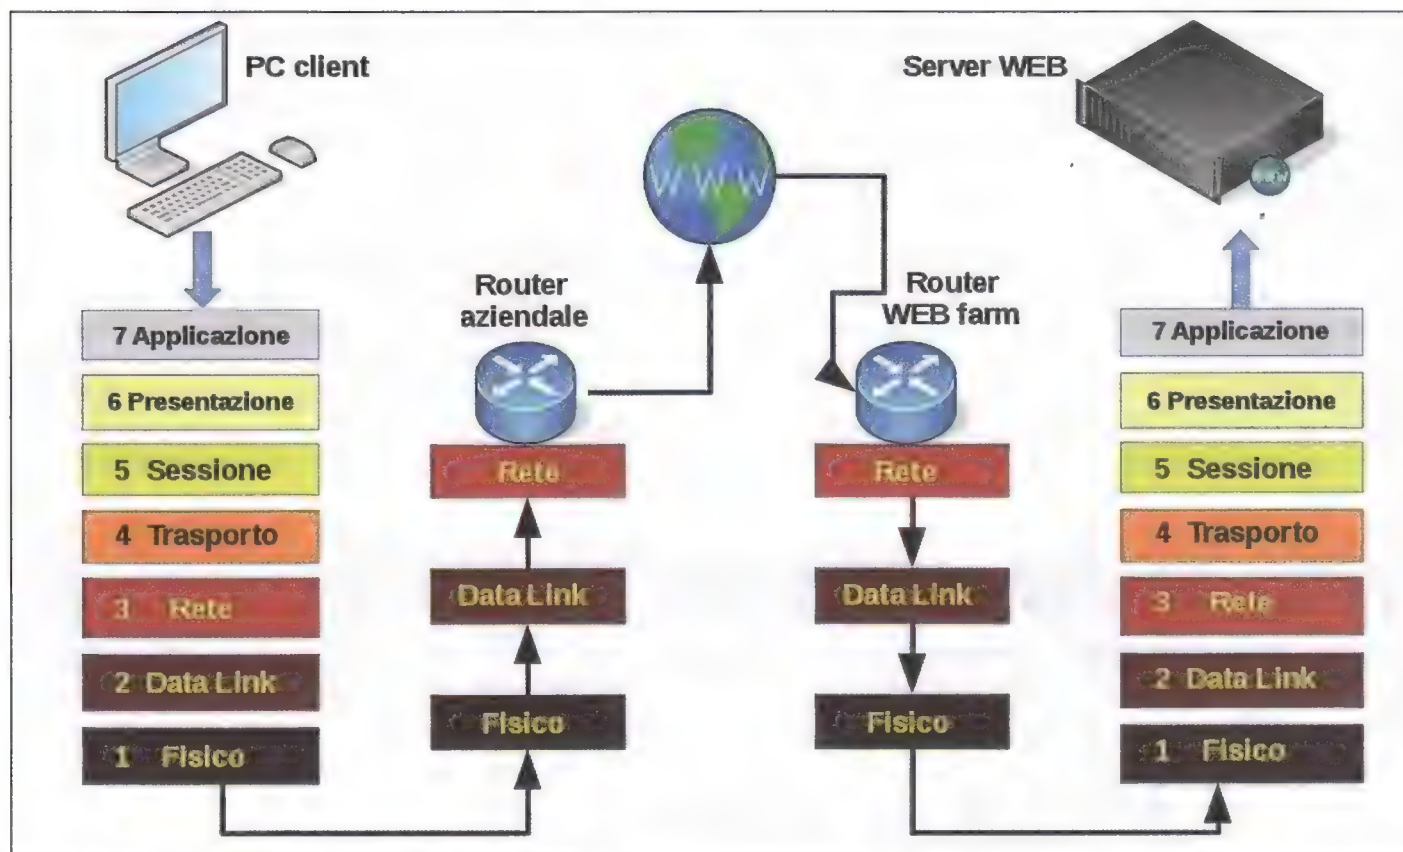 PC client
7 Applicazione
6 Presentazione
5 Sessione
4 Trasporto
3 Rete
2 Data Link
1 Fisico
Router
aziendale
Rete
Data Link
Fisico
WWW
Router
WEB farm
Rete
Data Link
Fisico
Server WEB
7 Applicazione
6 Presentazione
5 Sessione
4 Trasporto
3 Rete
2 Data Link
1 Fisico